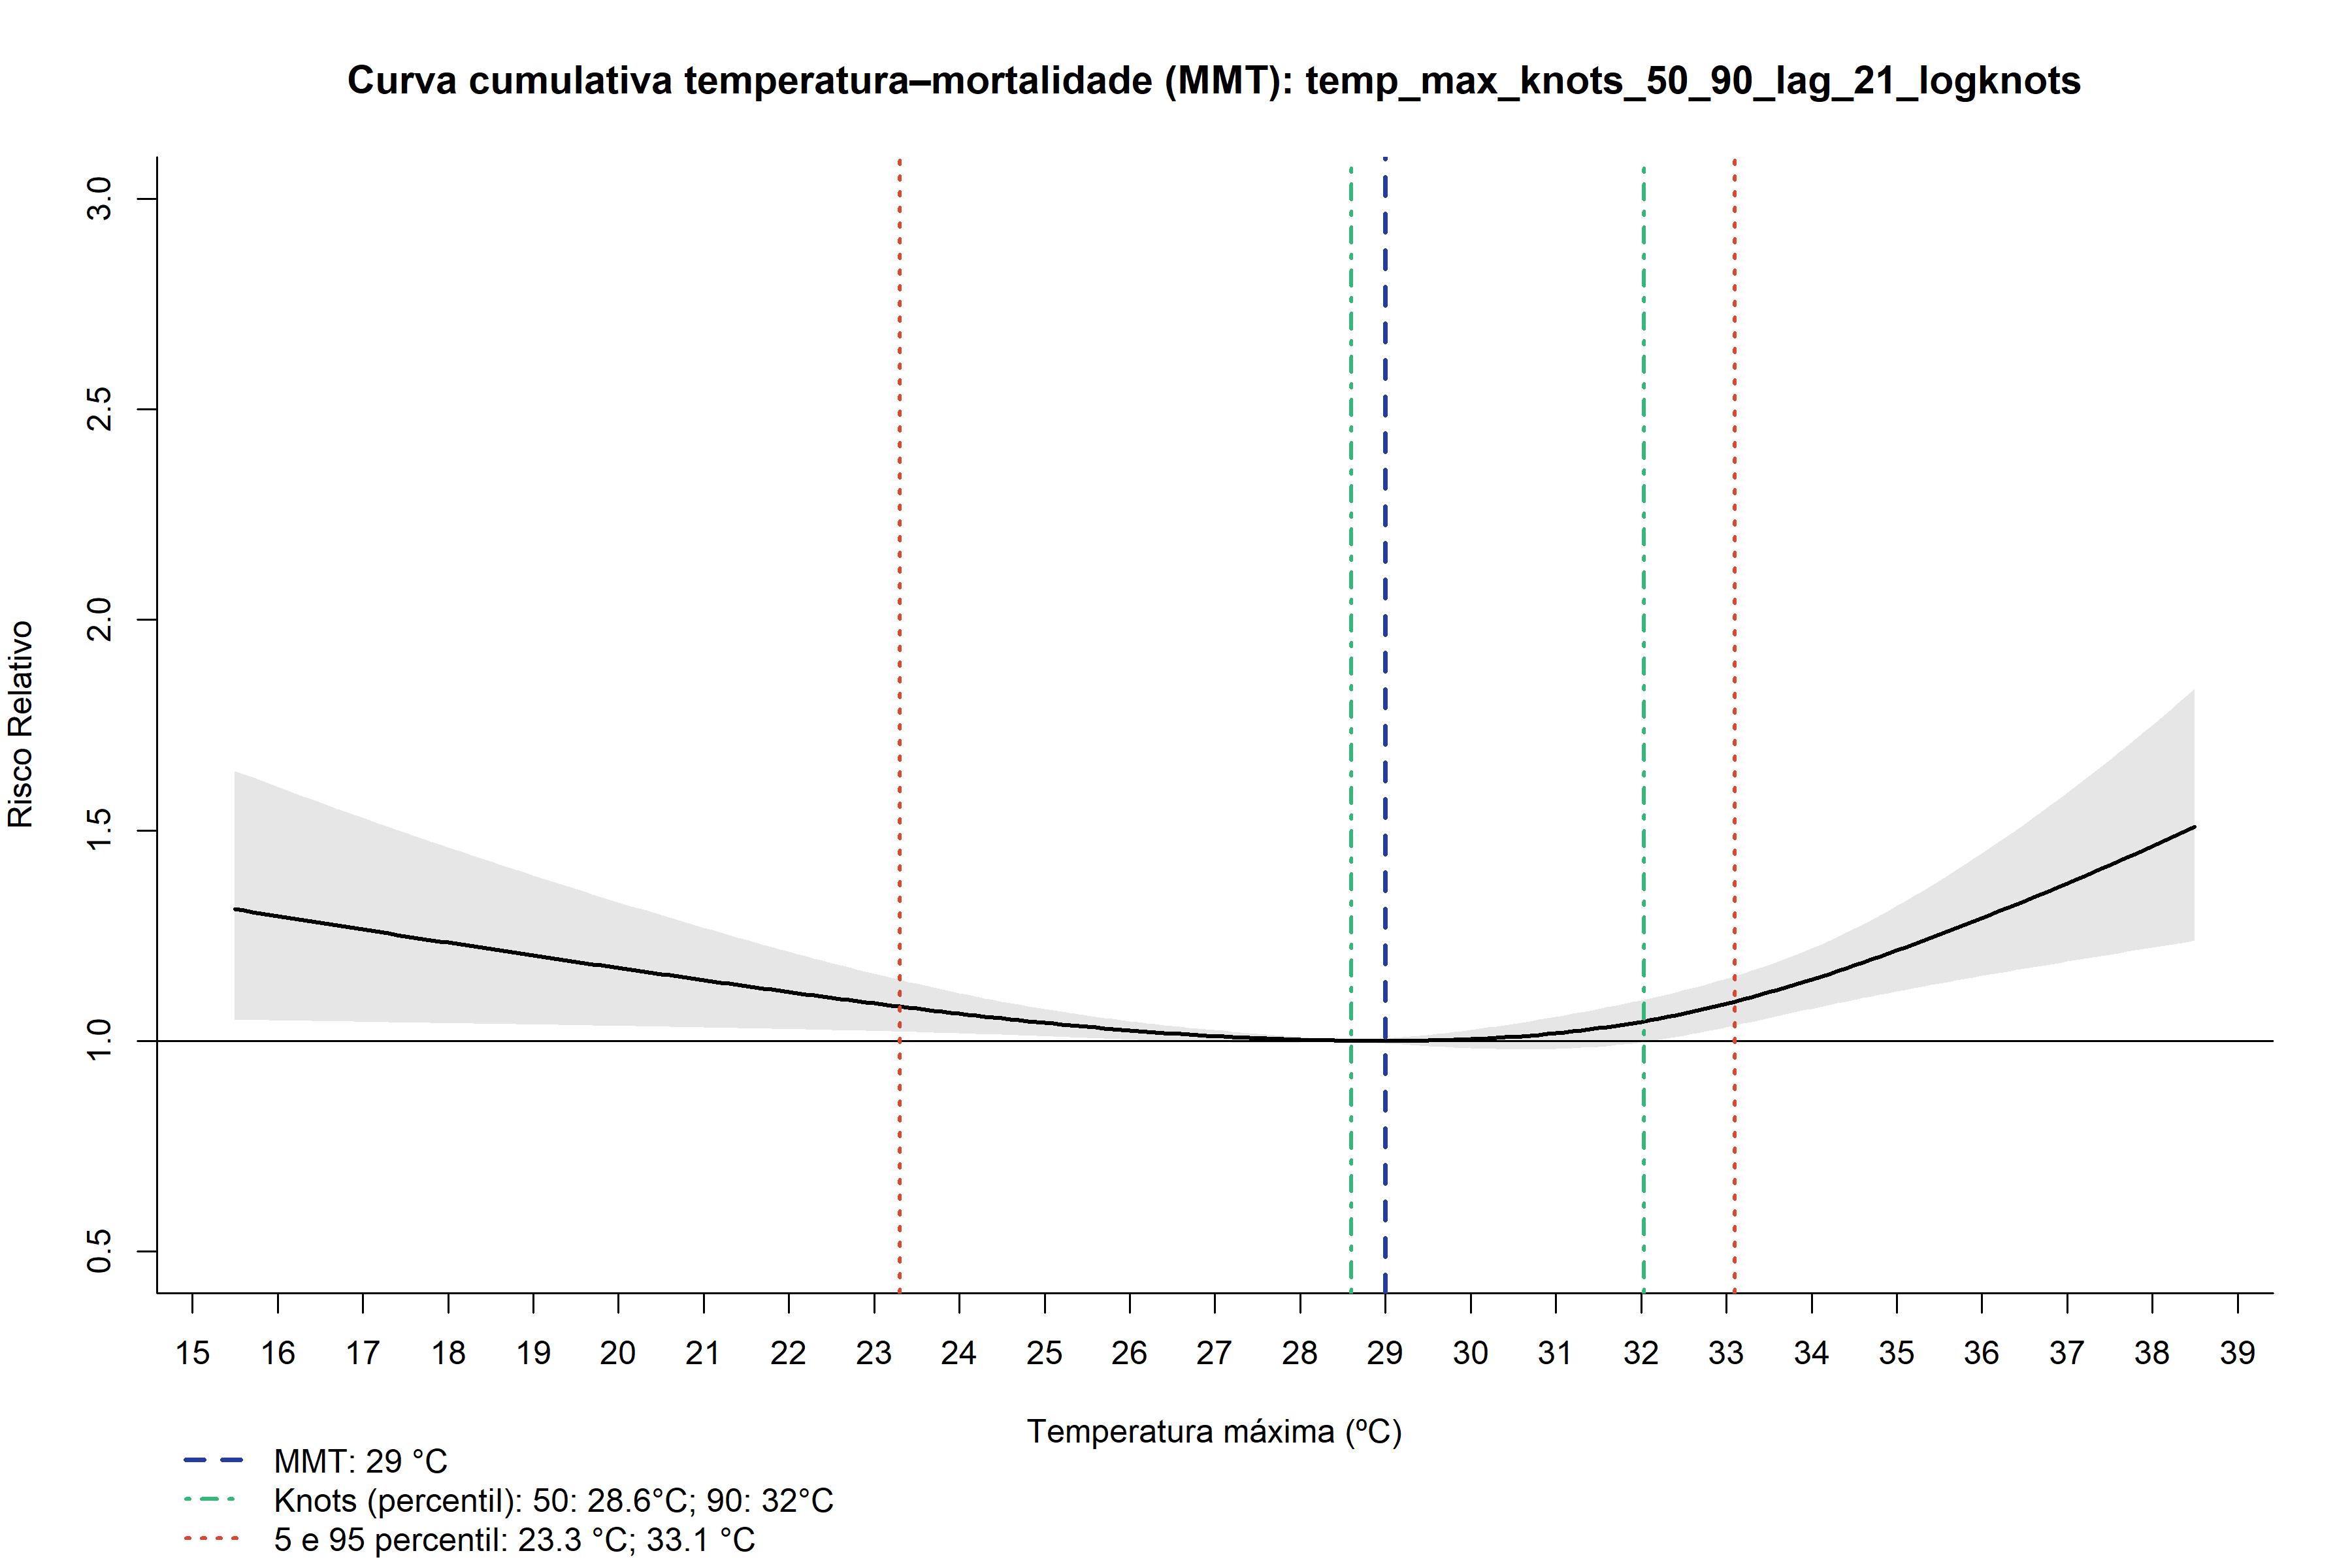 Curva cumulativa temperatura–mortalidade (MMT): temp_max_knots_50_90_lag_21_logknots
Risco Relativo
3.0
2.5
2.0
1.5
1.0
0.5
15 16 17 18 19 20 21 22 23 24 25 26 27 28 29 30 31 32 33 34 35 36 37 38 39
Temperatura máxima (ºC)
MMT: 29 °C
Knots (percentil): 50: 28.6°C; 90: 32°C
5 e 95 percentil: 23.3 °C; 33.1 °C